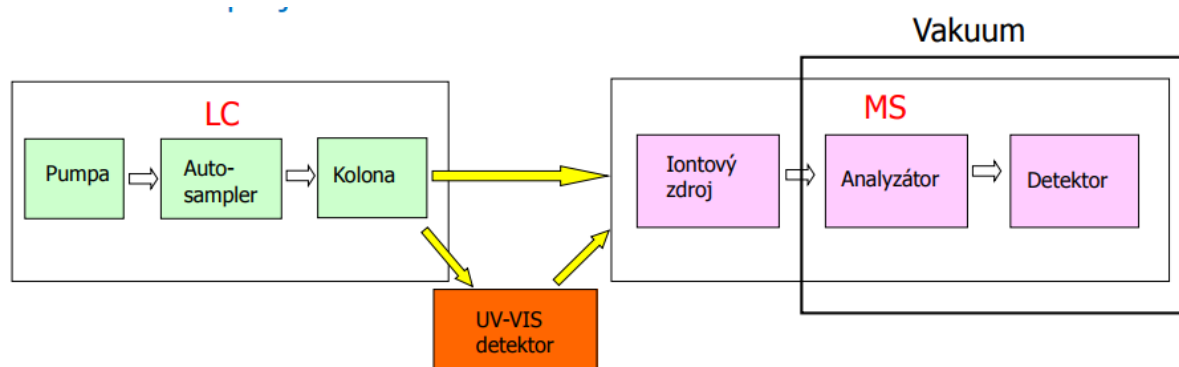 Vakuum
LC
MS
Pumpa
Auto-
sampler
Kolona
Iontový
zdroj
Analyzátor
Detektor
UV-VIS
detektor